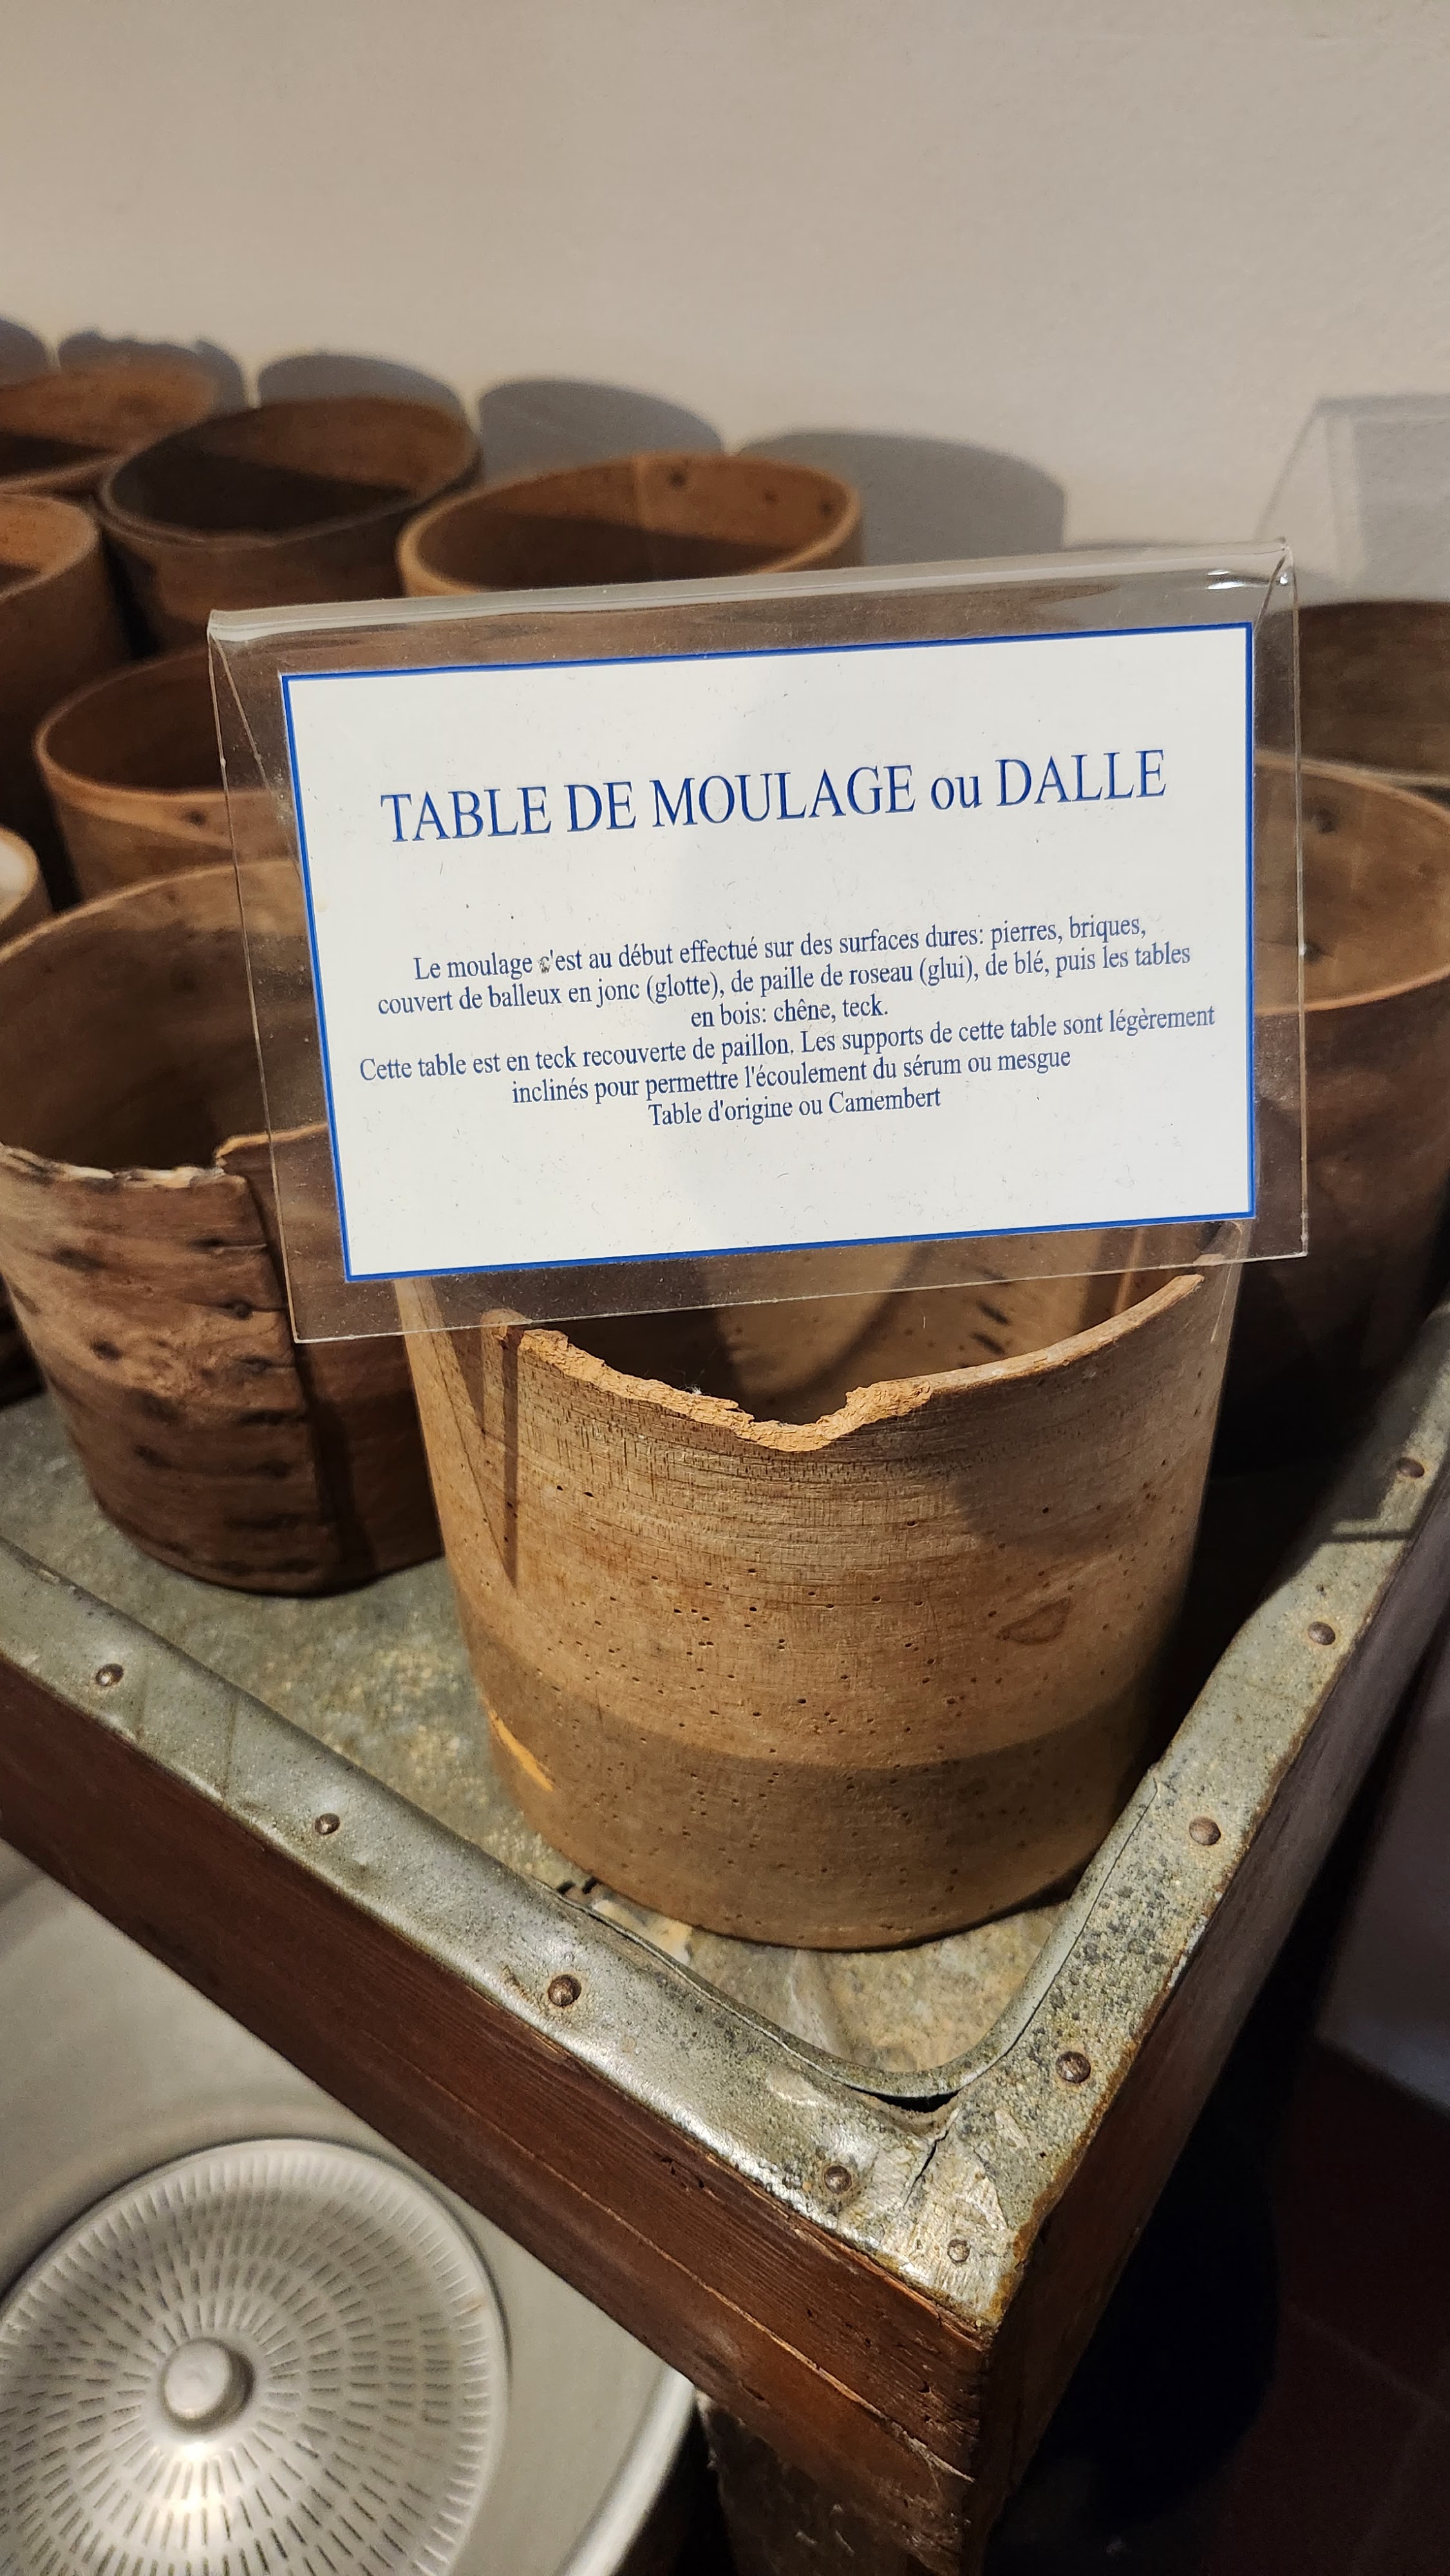 TABLE DE MOULAGE ou DALLE
Le moulage s'est au début effectué sur des surfaces dures: pierres, briques,
couvert de balleux en jonc (glotte), de paille de roseau (glui), de blé, puis les tables
en bois: chêne, teck.
Cette table est en teck recouverte de paillon. Les supports de cette table sont légèrement
inclinés pour permettre l'écoulement du sérum ou mesgue
Table d'origine ou Camembert